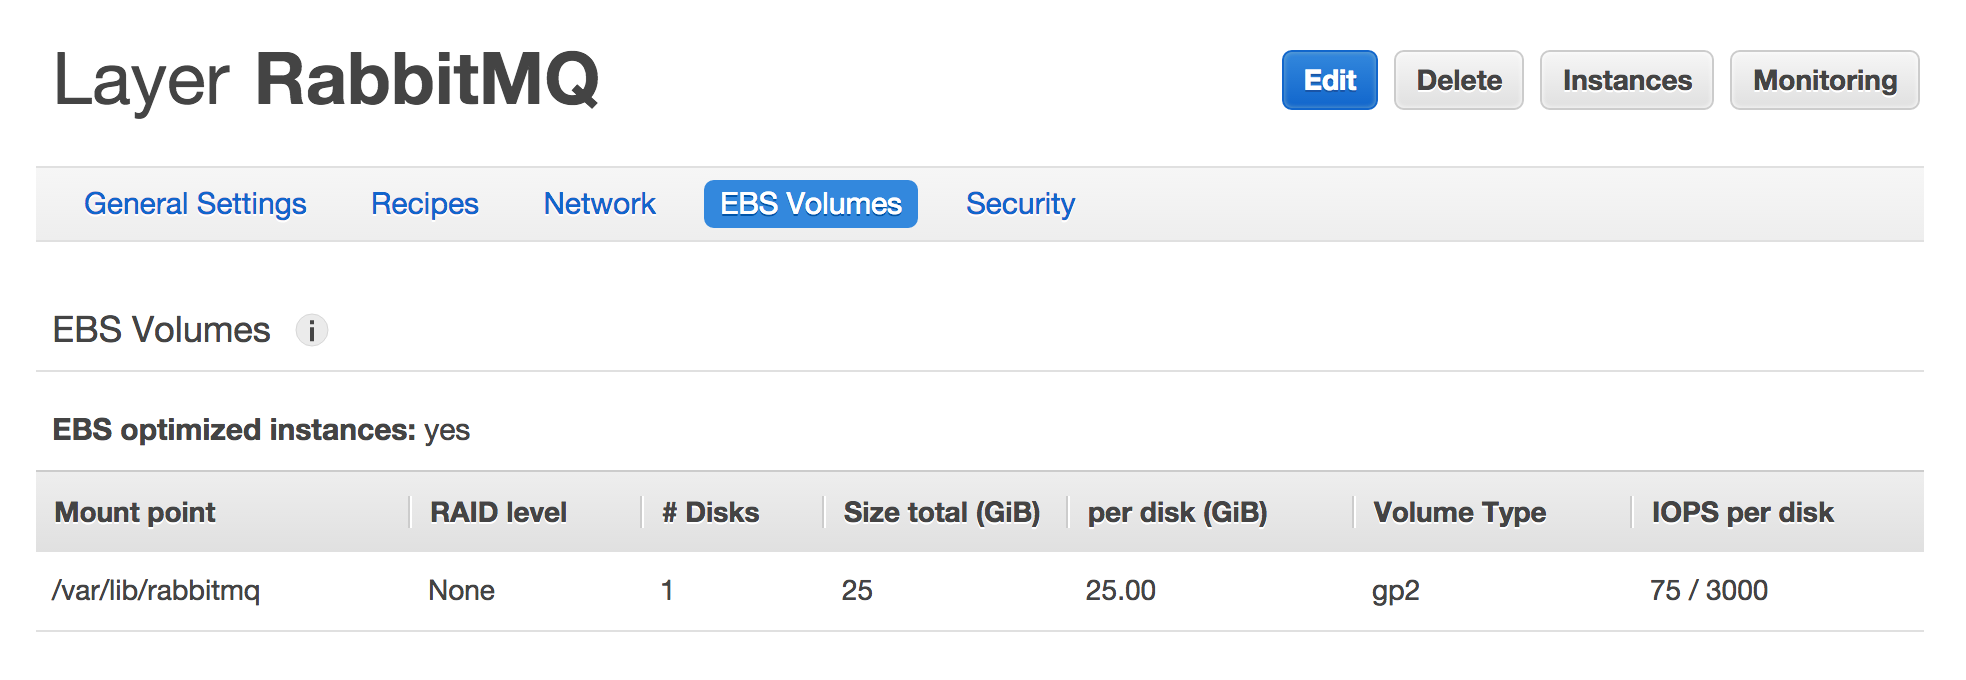 Layer RabbitMQ
Edit Delete Instances Monitoring
General Settings Recipes Network EBS Volumes Security
EBS Volumes i
EBS optimized instances: yes
Mount point RAID level # Disks Size total (GiB) per disk (GiB) Volume Type IOPS per disk
/var/lib/rabbitmq None 1 25 25.00 gp2 75 / 3000